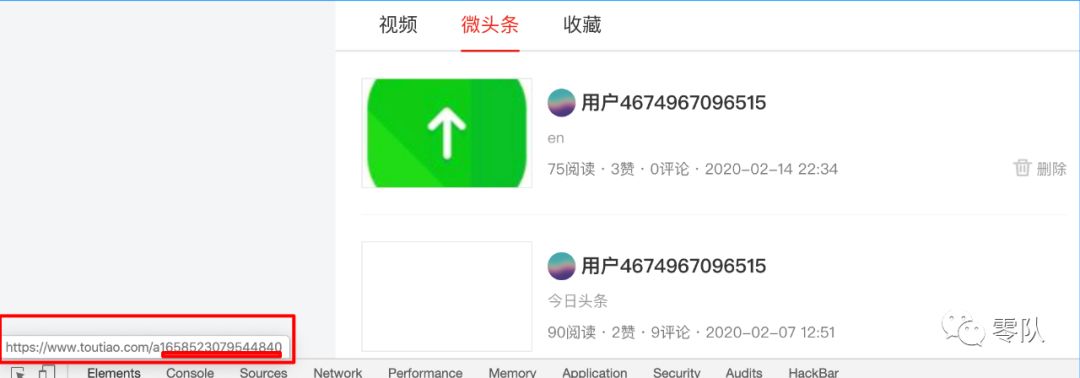 视频 微头条 收藏
用户4674967096515
en
75阅读 · 3赞 · 0评论 · 2020-02-14 22:34 删除
用户4674967096515
今日头条
90阅读 · 2赞 · 9评论 · 2020-02-07 12:51
零队
https://www.toutiao.com/a1658523079544840
Elements Console Sources Network Performance Memory Application Security Audits HackBar